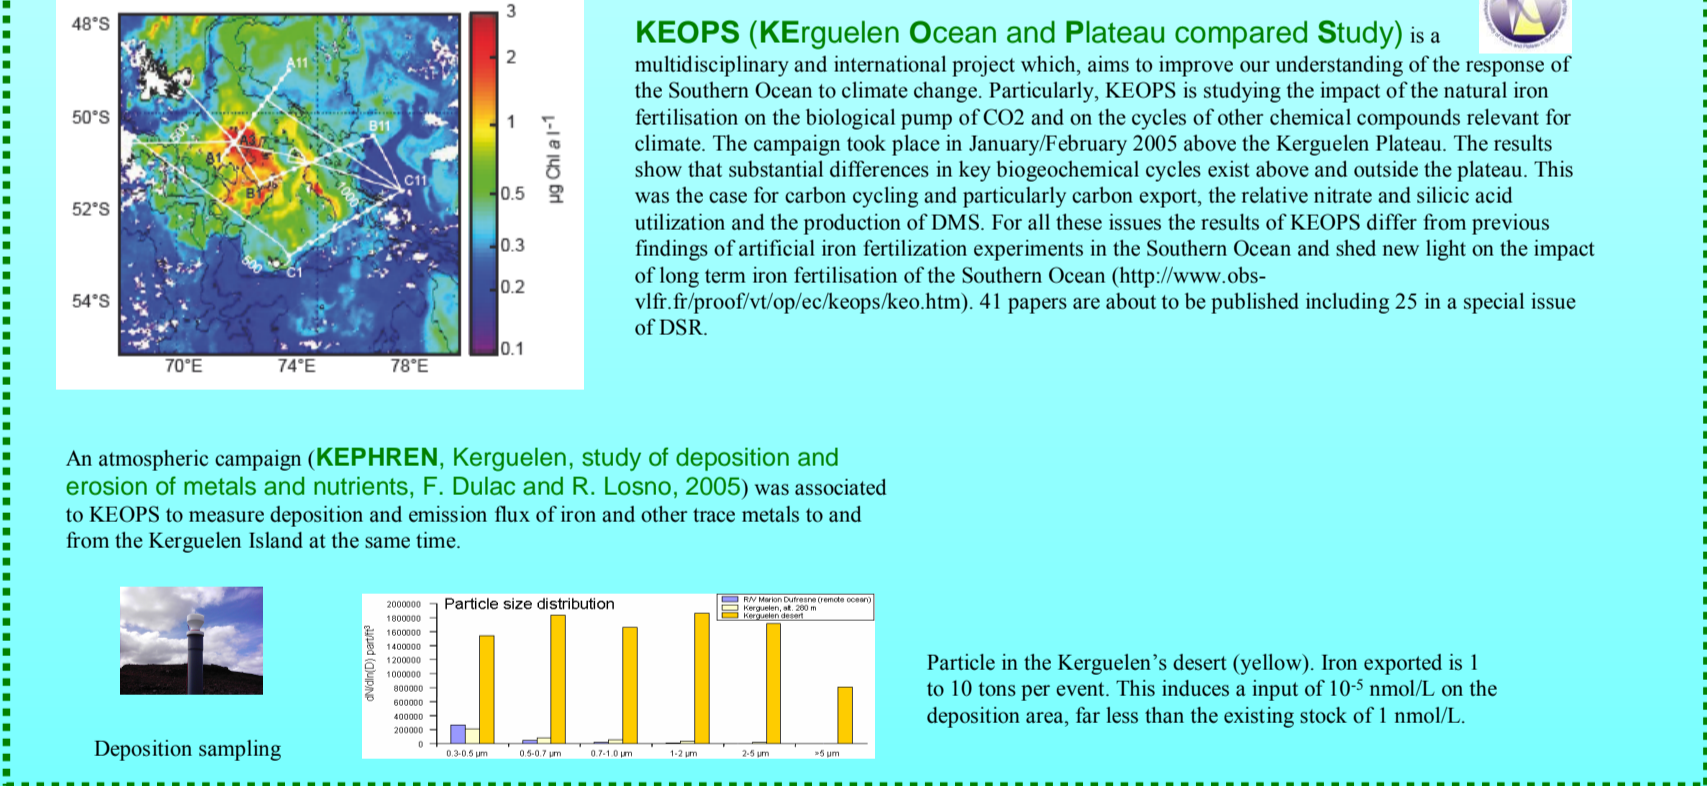 48°S
50°S
52°S
54°S
70°E
74°E
78°E
A11
B11
C11
A3
A1
B1
C1
500
500
1000
3
2
1
0.5
0.3
0.2
0.1
µg Chl a l-1
KEOPS (KErguelen Ocean and Plateau compared Study) is a
multidisciplinary and international project which, aims to improve our understanding of the response of
the Southern Ocean to climate change. Particularly, KEOPS is studying the impact of the natural iron
fertilisation on the biological pump of CO2 and on the cycles of other chemical compounds relevant for
climate. The campaign took place in January/February 2005 above the Kerguelen Plateau. The results
show that substantial differences in key biogeochemical cycles exist above and outside the plateau. This
was the case for carbon cycling and particularly carbon export, the relative nitrate and silicic acid
utilization and the production of DMS. For all these issues the results of KEOPS differ from previous
findings of artificial iron fertilization experiments in the Southern Ocean and shed new light on the impact
of long term iron fertilisation of the Southern Ocean (http://www.obs-
vlfr.fr/proof/vt/op/ec/keops/keo.htm). 41 papers are about to be published including 25 in a special issue
of DSR.
An atmospheric campaign (KEPHREN, Kerguelen, study of deposition and
erosion of metals and nutrients, F. Dulac and R. Losno, 2005) was associated
to KEOPS to measure deposition and emission flux of iron and other trace metals to and
from the Kerguelen Island at the same time.
Deposition sampling
Particle size distribution
R/V Marion Dufresne (remote ocean)
Kerguelen, alt. 280 m
Kerguelen desert
dN/dln(D) part/ft³
2000000
1800000
1600000
1400000
1200000
1000000
800000
600000
400000
200000
0
0.3-0.5 µm
0.5-0.7 µm
0.7-1.0 µm
1-2 µm
2-5 µm
>5 µm
Particle in the Kerguelen’s desert (yellow). Iron exported is 1
to 10 tons per event. This induces a input of 10-5 nmol/L on the
deposition area, far less than the existing stock of 1 nmol/L.